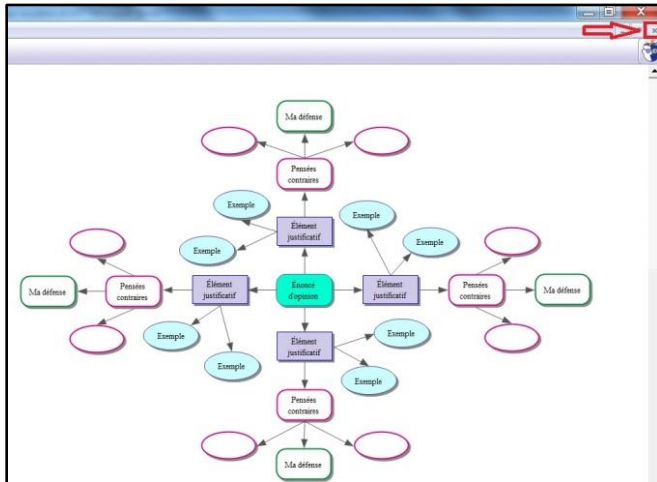 Ma défense
Pensées
contraires
Exemple
Exemple
Élément
justificatif
Exemple
Exemple
Ma défense
Pensées
contraires
Élément
justificatif
Énoncé
d'opinion
Élément
justificatif
Pensées
contraires
Ma défense
Exemple
Exemple
Élément
justificatif
Exemple
Exemple
Pensées
contraires
Ma défense